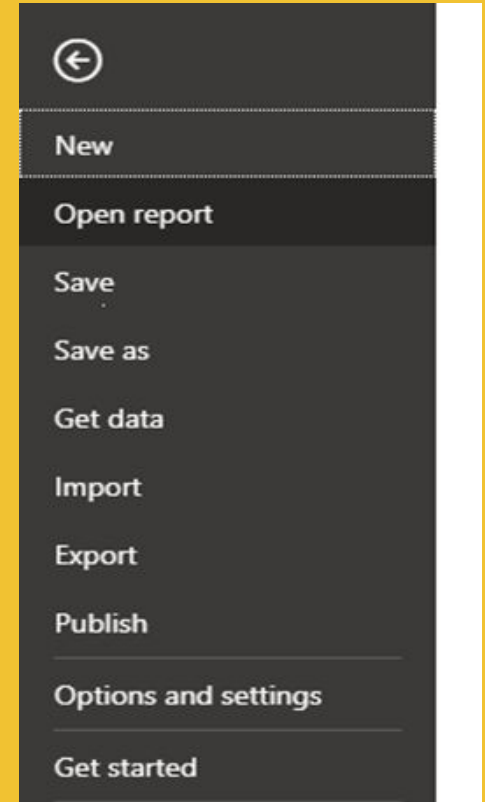 New
Open report
Save
Save as
Get data
Import
Export
Publish
Options and settings
Get started